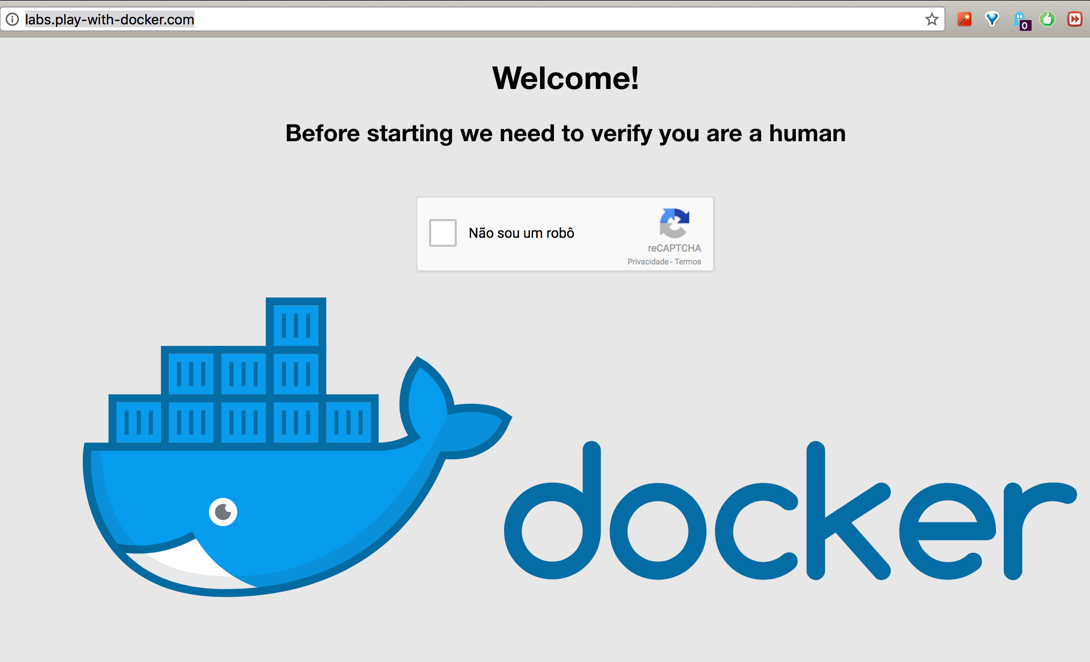 labs.play-with-docker.com
0
Welcome!
Before starting we need to verify you are a human
Não sou um robô
reCAPTCHA
Privacidade - Termos
docker